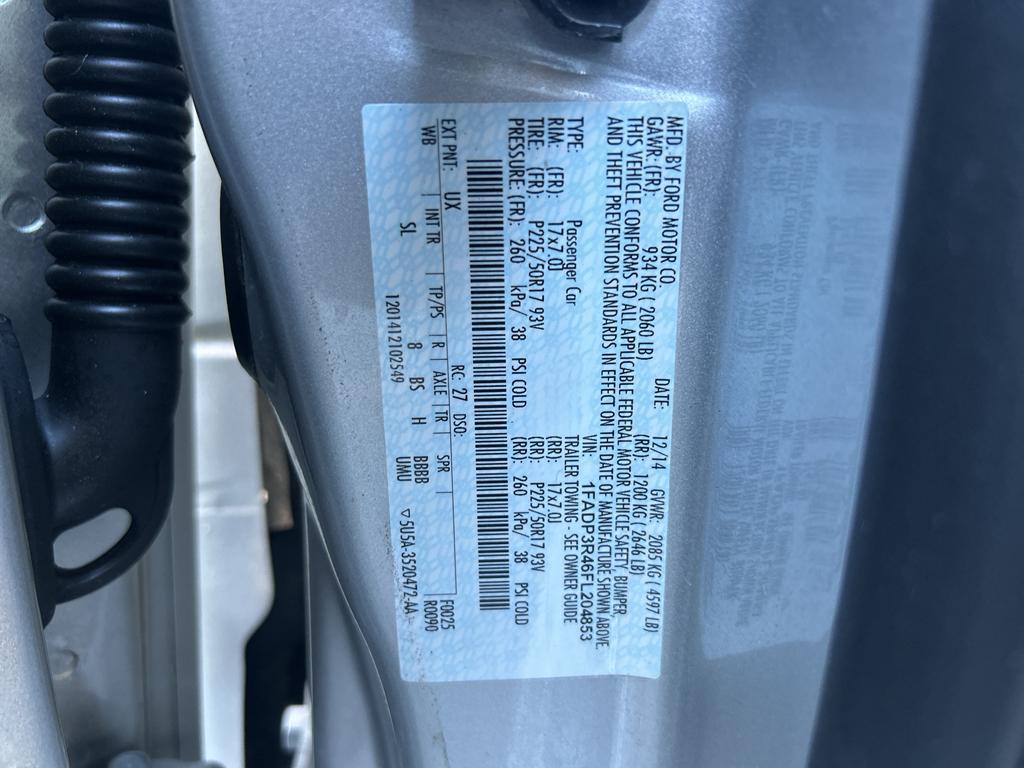 MFD. BY FORD MOTOR CO.
DATE: 12/14 GVWR: 2085 KG ( 4597 LB)
GAWR: (FR): 934 KG ( 2060 LB) (RR): 1200 KG ( 2646 LB)
THIS VEHICLE CONFORMS TO ALL APPLICABLE FEDERAL MOTOR VEHICLE SAFETY, BUMPER,
AND THEFT PREVENTION STANDARDS IN EFFECT ON THE DATE OF MANUFACTURE SHOWN ABOVE.
VIN: 1FADP3R46FL204853
TYPE: Passenger Car TRAILER TOWING - SEE OWNER GUIDE
RIM: (FR): 17x7.0J (RR): 17x7.0J
TIRE: (FR): P225/50R17 93V (RR): P225/50R17 93V
PRESSURE: (FR): 260 kPa/ 38 PSI COLD (RR): 260 kPa/ 38 PSI COLD
EXT PNT: UX RC: 27 DSO: F0025
WB INT TR TP/PS R AXLE TR SPR R0090
SL 8 BS H BBBB
1201412102549 UMU ▽5U5A-3520472-AA